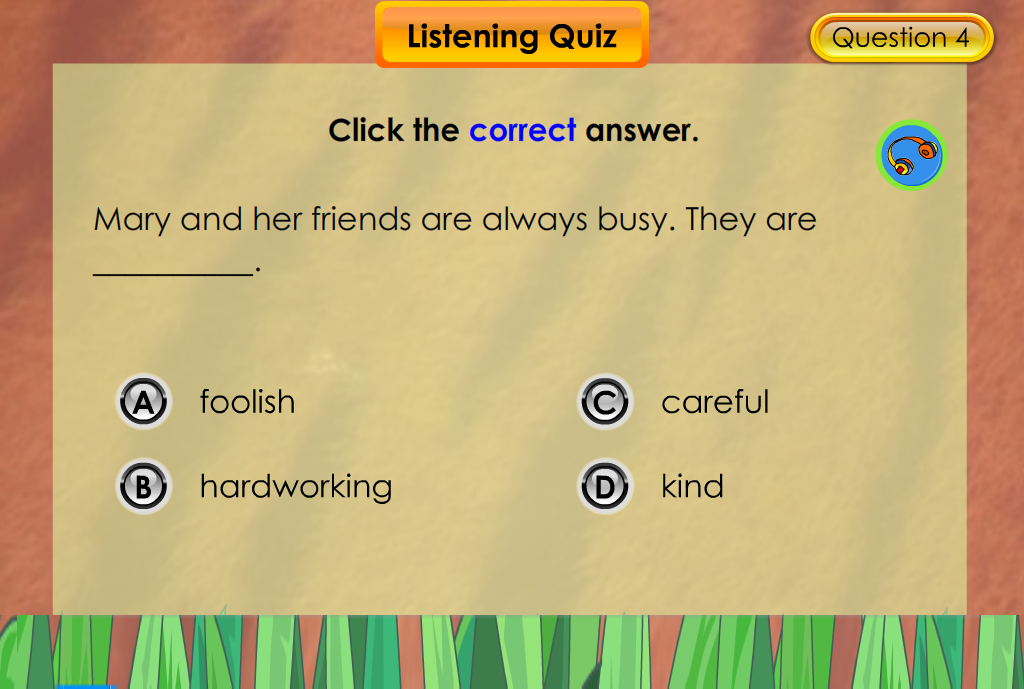 Listening Quiz
Question 4
Click the correct answer.
Mary and her friends are always busy. They are
__________.
A foolish
B hardworking
C careful
D kind